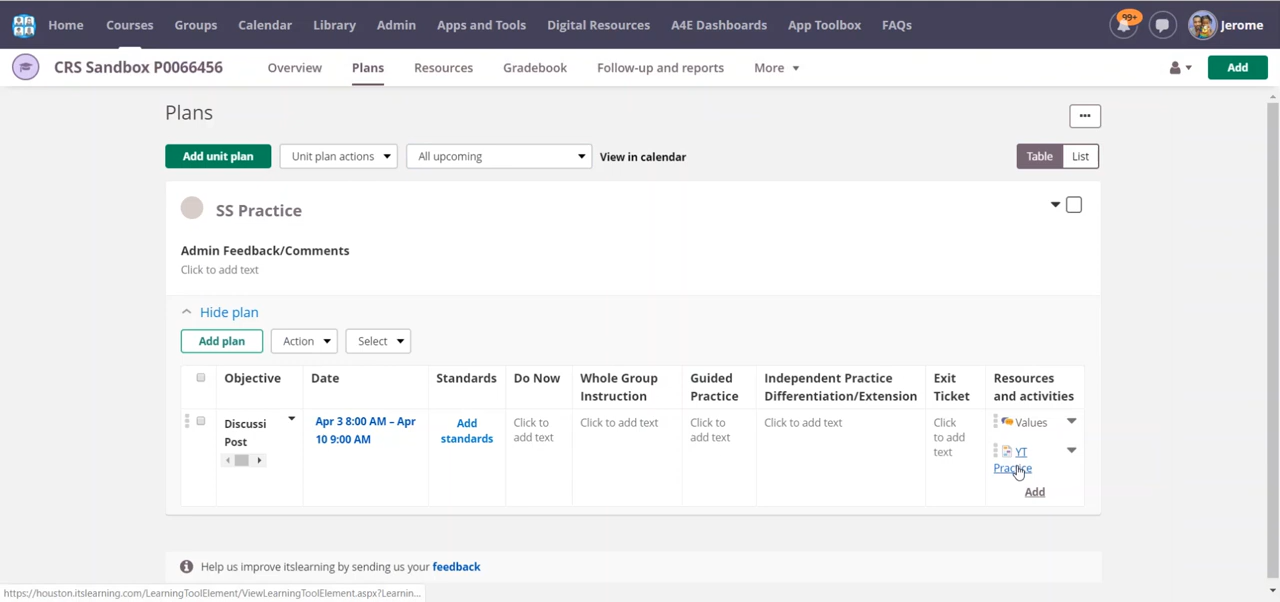 Home Courses Groups Calendar Library Admin Apps and Tools Digital Resources A4E Dashboards App Toolbox FAQs 99+ Jerome
CRS Sandbox P0066456 Overview Plans Resources Gradebook Follow-up and reports More Add
Plans
Add unit plan Unit plan actions All upcoming View in calendar Table List
SS Practice
Admin Feedback/Comments
Click to add text
Hide plan
Add plan Action Select
Objective Date Standards Do Now Whole Group Instruction Guided Practice Independent Practice Differentiation/Extension Exit Ticket Resources and activities
Discussi
Post
Apr 3 8:00 AM – Apr
10 9:00 AM
Add
standards
Click to
add text
Click to add text
Click to
add text
Click to add text
Click
to add
text
Values
YT
Practice
Add
Help us improve itslearning by sending us your feedback
https://houston.itslearning.com/LearningToolElement/ViewLearningToolElement.aspx?Learnin...